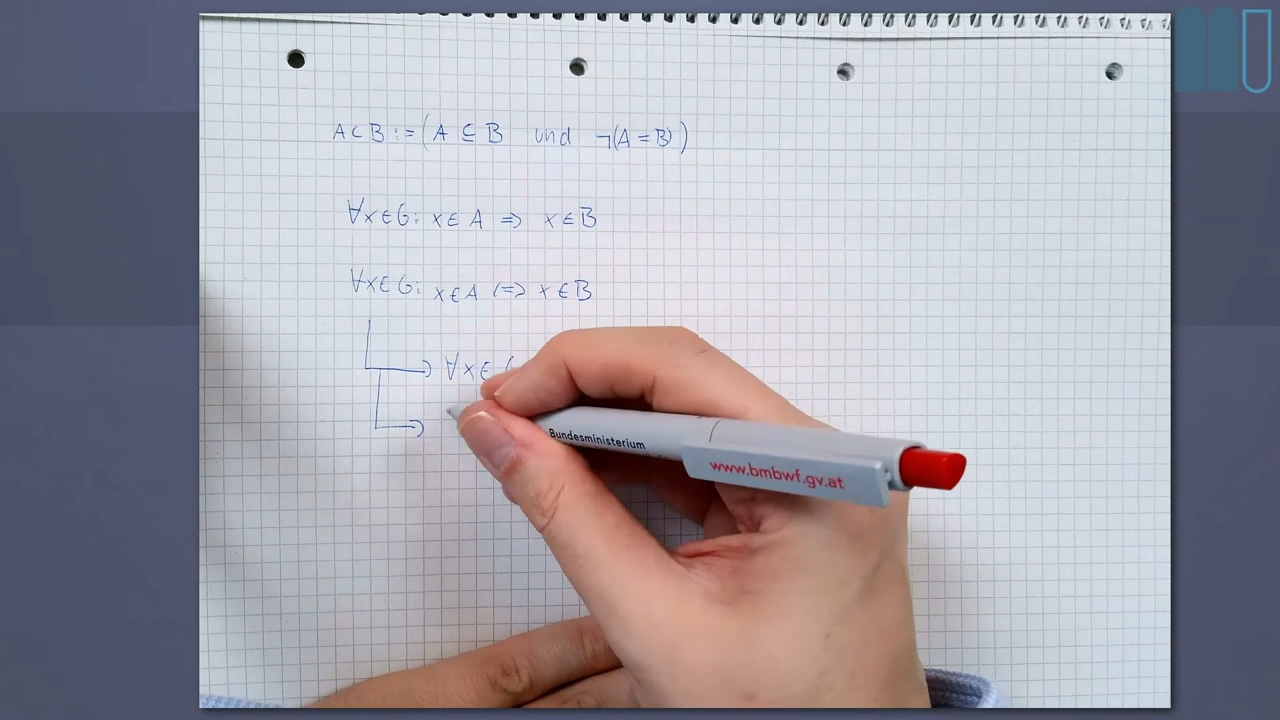 A ⊂ B := (A ⊆ B und ¬(A = B))
∀x∈G: x∈A ⇒ x∈B
∀x∈G: x∈A ⇔ x∈B
∀x∈
Bundesministerium
www.bmbwf.gv.at